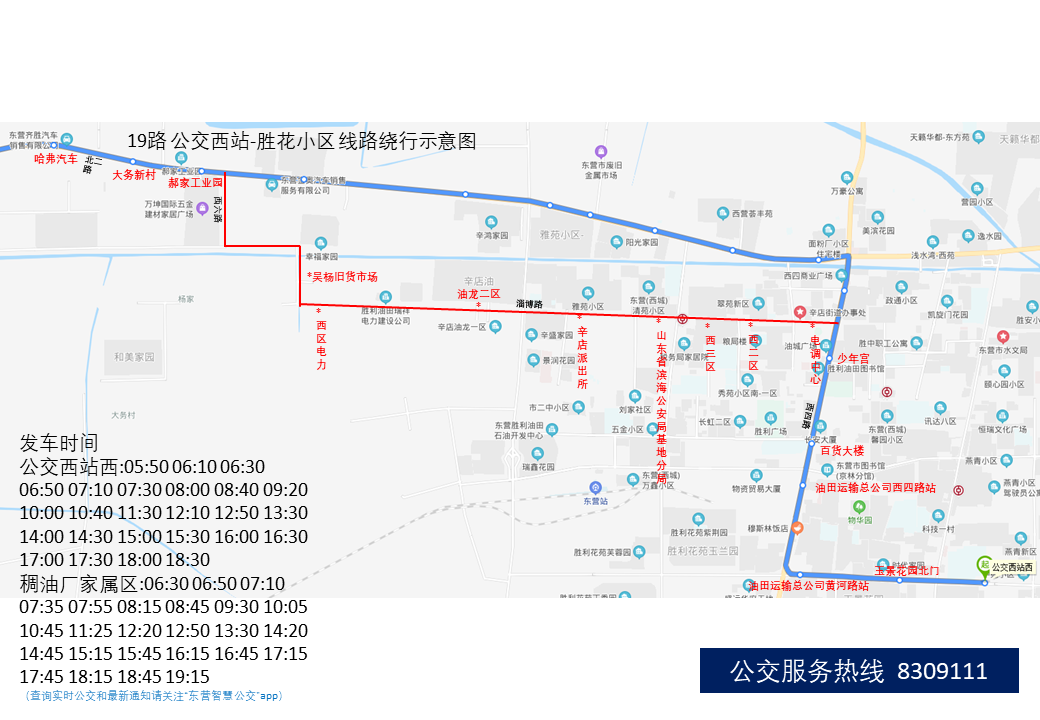 19路 公交西站-胜花小区 线路绕行示意图
东营齐胜汽车
销售有限公
哈弗汽车
北二路
大务新村
郝家工业园
郝家工业园
服务有限公司
西六路
万坤国际五金
建材家居广场
东营市废旧
金属市场
天籁华都-东方苑
天籁华都
万豪公寓
营园小区
西营荟丰苑
美滨花园
逸水园
辛鸿家园
雅苑小区-
阳光家园
面粉厂小区
住宅楼
浅水湾·西苑
幸福家园
*吴杨旧货市场
西四商业广场
杨家
辛店油
油龙二区
*
淄博路
雅苑小区
东营(西城)
清苑小区
翠苑新区
辛店街道办事处
政通小区
凯旋门花园
胜安小
胜利油田瑞祥
电力建设公司
辛店油龙一区
*西区电力
辛盛家园
*辛店派出所
*山东省滨海公安局基地分局
税务局家居院
*西三区
粮局楼
*西二区
油城广
*电调中心
少年宫
胜中职工公寓
东营市水文局
和美家园
景润花园
胜利油田图书馆
颐心园小区
秀苑小区南-一区
大务村
市二中小区
刘家社区
西四路
讯达八区
东营胜利油田
石油开发中心
五金小区
长虹二区
胜利广场
长安大厦
东营(西城)
馨园小区
恒瑞文化广场
百货大楼
瑞鑫花园
东营(西城)
万鑫小区
东营市图书馆
(京林分馆)
燕青小区
物资贸易大厦
油田运输总公司西四路站
燕青小区
驾驶员公寓
东营站
物华园
胜利花苑紫荆园
穆斯林饭店
科技一村
胜利花苑芙蓉园
胜利花苑玉兰园
燕青新区
时代家园
玉景花园北门
起
公交西站西
油田运输总公司黄河路站
发车时间
公交西站西:05:50 06:10 06:30
06:50 07:10 07:30 08:00 08:40 09:20
10:00 10:40 11:30 12:10 12:50 13:30
14:00 14:30 15:00 15:30 16:00 16:30
17:00 17:30 18:00 18:30
稠油厂家属区:06:30 06:50 07:10
07:35 07:55 08:15 08:45 09:30 10:05
10:45 11:25 12:20 12:50 13:30 14:20
14:45 15:15 15:45 16:15 16:45 17:15
17:45 18:15 18:45 19:15
（查询实时公交和最新通知请关注“东营智慧公交”app）
公交服务热线 8309111